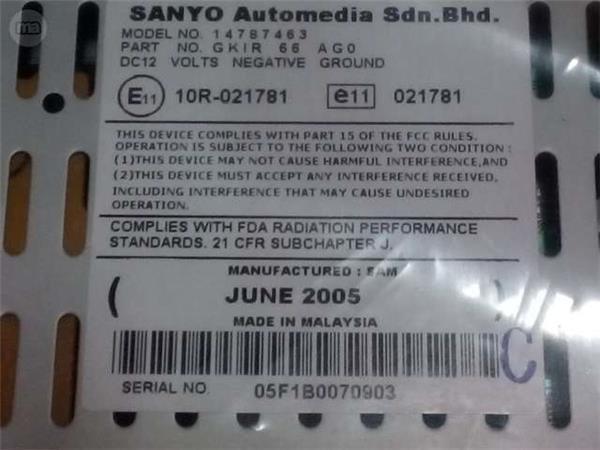 ma
SANYO Automedia Sdn.Bhd.
MODEL NO. 14787463
PART NO. GKIR 66 AG0
DC12 VOLTS NEGATIVE GROUND
E11 10R-021781 e11 021781
THIS DEVICE COMPLIES WITH PART 15 OF THE FCC RULES.
OPERATION IS SUBJECT TO THE FOLLOWING TWO CONDITION :
(1)THIS DEVICE MAY NOT CAUSE HARMFUL INTERFERENCE,AND
(2)THIS DEVICE MUST ACCEPT ANY INTERFERENCE RECEIVED,
INCLUDING INTERFERENCE THAT MAY CAUSE UNDESIRED
OPERATION.
COMPLIES WITH FDA RADIATION PERFORMANCE
STANDARDS. 21 CFR SUBCHAPTER J.
MANUFACTURED : SAM
( JUNE 2005 )
MADE IN MALAYSIA
C
SERIAL NO 05F1B0070903